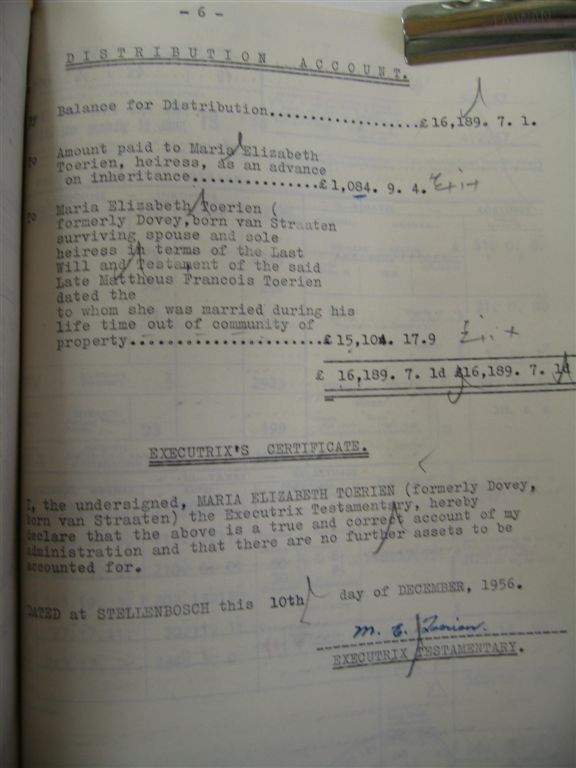 - 6 -
TAIWAN
DISTRIBUTION ACCOUNT.
Balance for Distribution..................£ 16,189. 7. 1.
Amount paid to Maria Elizabeth
Toerien, heiress, as an advance
on inheritance...............£ 1,084. 9. 4.
Maria Elizabeth Toerien (
formerly Dovey, born van Straaten
surviving spouse and sole
heiress in terms of the Last
Will and Testament of the said
Late Mattheus Francois Toerien
dated the
to whom she was married during his
life time out of community of
property.......................£ 15,104. 17.9
£ 16,189. 7. 1d £16,189. 7. 1d
EXECUTRIX'S CERTIFICATE.
I, the undersigned, MARIA ELIZABETH TOERIEN (formerly Dovey,
born van Straaten) the Executrix Testamentary, hereby
declare that the above is a true and correct account of my
administration and that there are no further assets to be
accounted for.
DATED at STELLENBOSCH this 10th day of DECEMBER, 1956.
M. E. Toerien.
EXECUTRIX TESTAMENTARY.